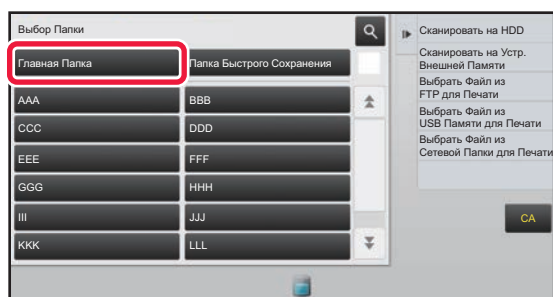 Выбор Папки
Главная Папка
Папка Быстрого Сохранения
AAA
BBB
CCC
DDD
EEE
FFF
GGG
HHH
III
JJJ
KKK
LLL
Сканировать на HDD
Сканировать на Устр.
Внешней Памяти
Выбрать Файл из
FTP для Печати
Выбрать Файл из
USB Памяти для Печати
Выбрать Файл из
Сетевой Папки для Печати
CA